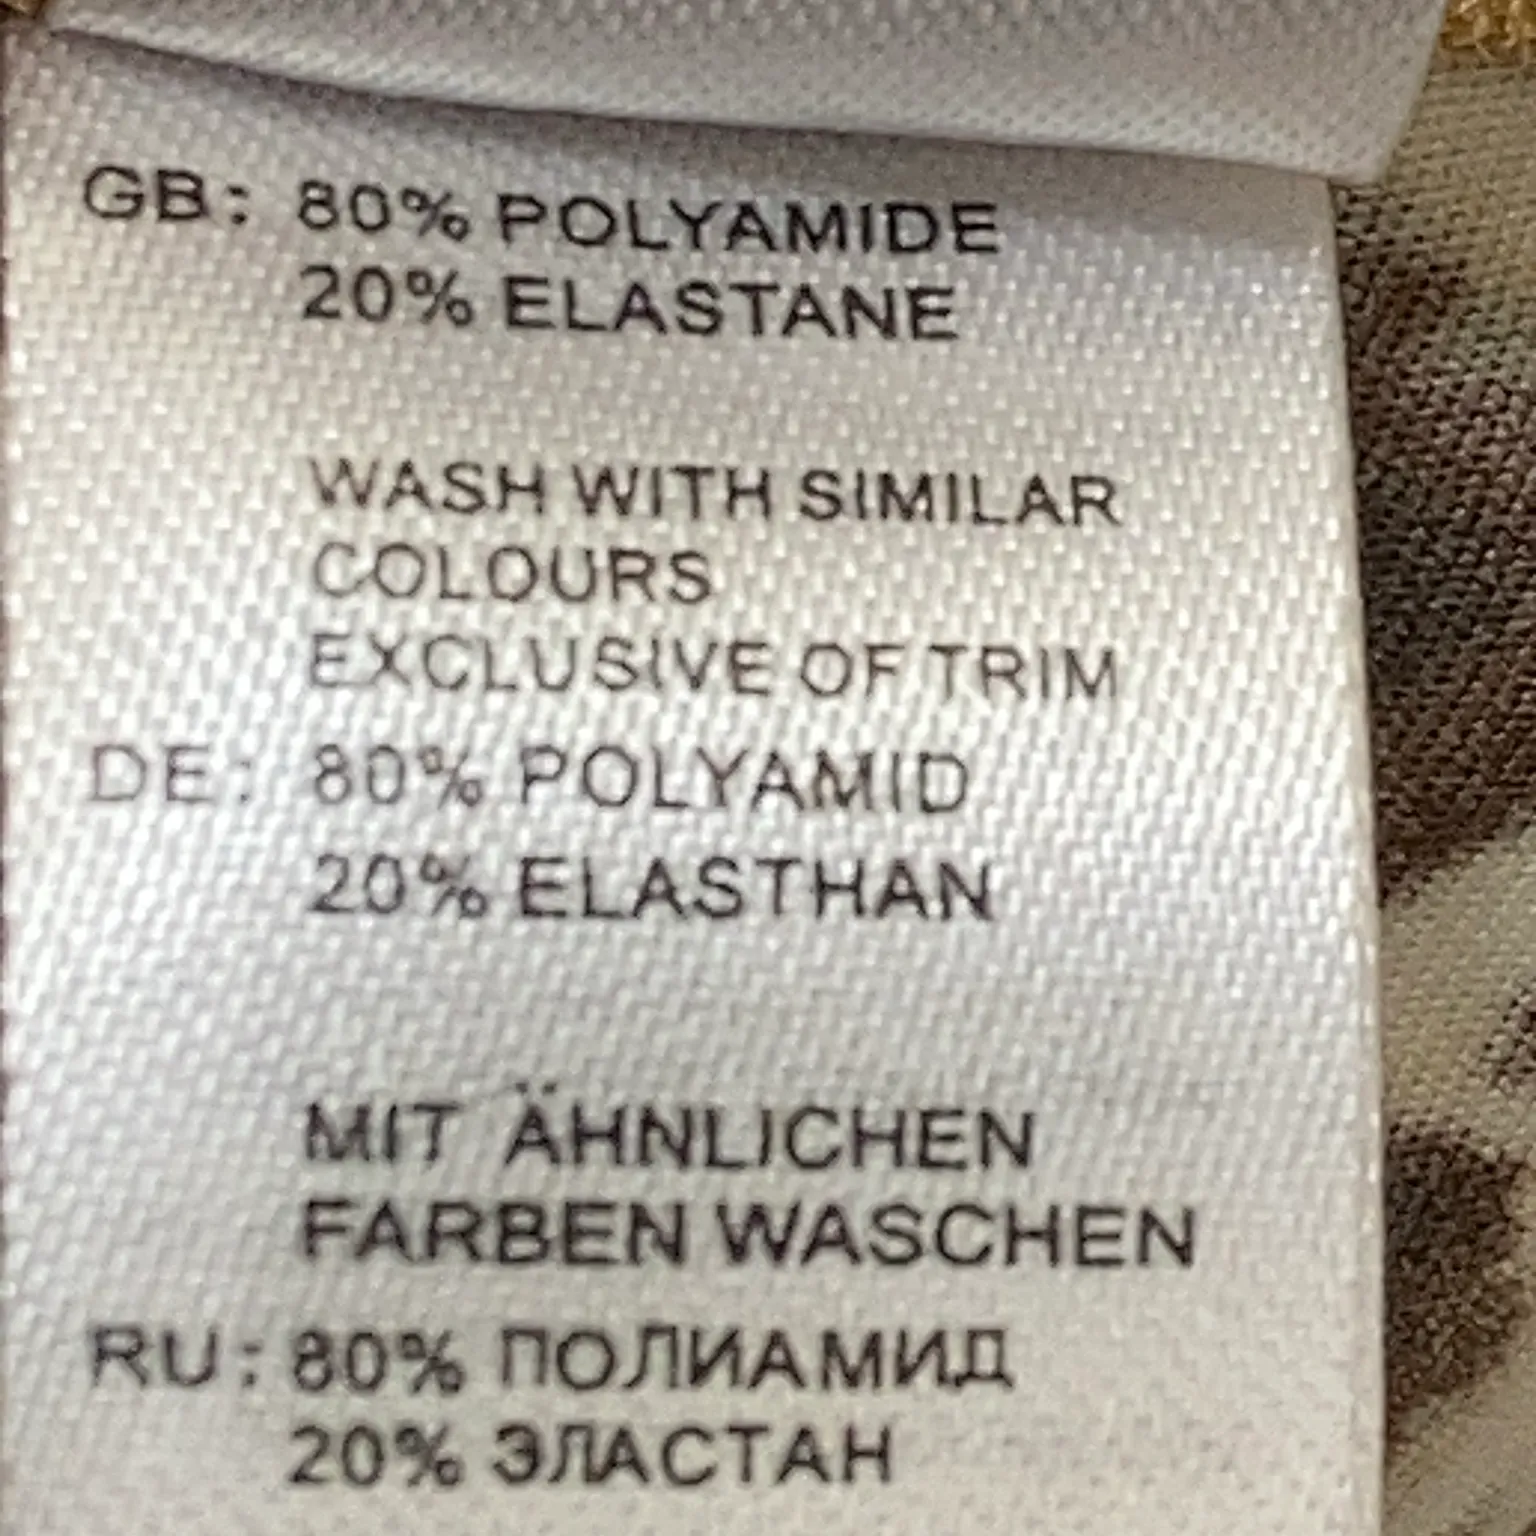 GB: 80% POLYAMIDE
20% ELASTANE
WASH WITH SIMILAR
COLOURS
EXCLUSIVE OF TRIM
DE: 80% POLYAMID
20% ELASTHAN
MIT ÄHNLICHEN
FARBEN WASCHEN
RU: 80% ПОЛИАМИД
20% ЭЛАСТАН